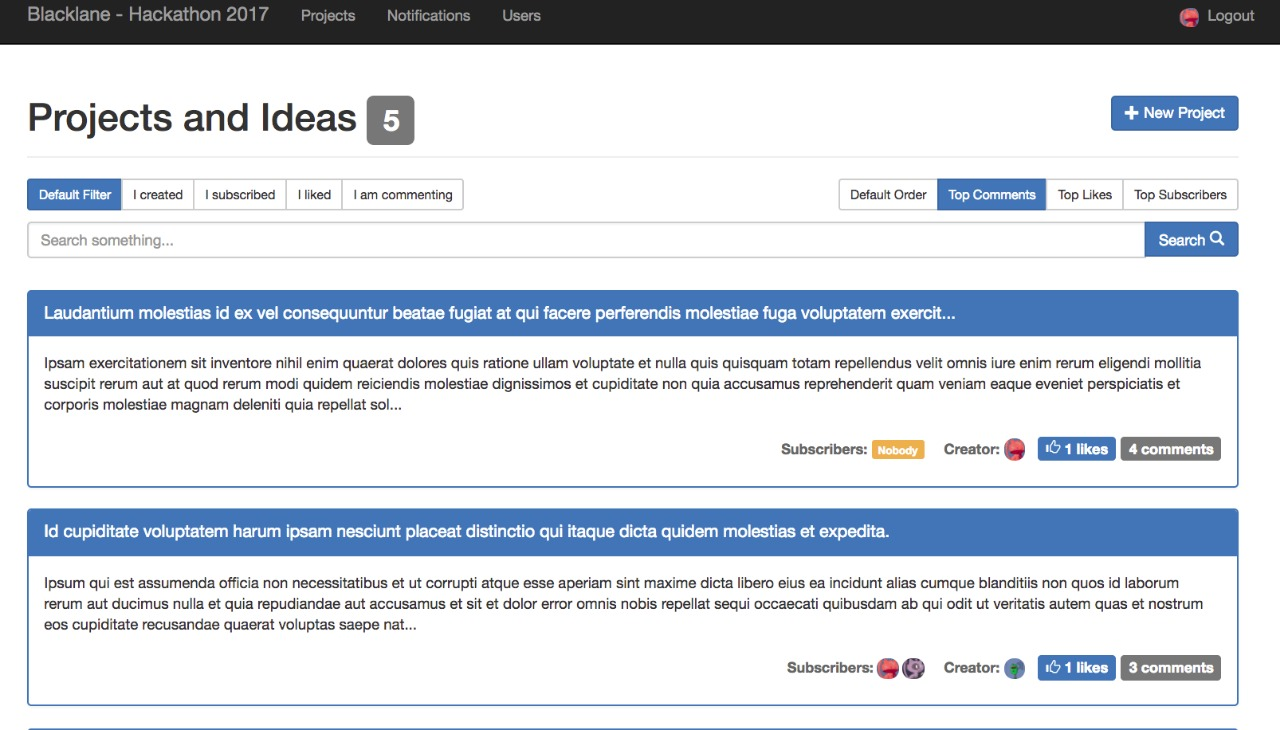 Blacklane - Hackathon 2017 Projects Notifications Users Logout
Projects and Ideas 5 New Project
Default Filter I created I subscribed I liked I am commenting Default Order Top Comments Top Likes Top Subscribers
Search something... Search
Laudantium molestias id ex vel consequuntur beatae fugiat at qui facere perferendis molestiae fuga voluptatem exercit...
Ipsam exercitationem sit inventore nihil enim quaerat dolores quis ratione ullam voluptate et nulla quis quisquam totam repellendus velit omnis iure enim rerum eligendi mollitia
suscipit rerum aut at quod rerum modi quidem reiciendis molestiae dignissimos et cupiditate non quia accusamus reprehenderit quam veniam eaque eveniet perspiciatis et
corporis molestiae magnam deleniti quia repellat sol...
Subscribers: Nobody Creator: 1 likes 4 comments
Id cupiditate voluptatem harum ipsam nesciunt placeat distinctio qui itaque dicta quidem molestias et expedita.
Ipsum qui est assumenda officia non necessitatibus et ut corrupti atque esse aperiam sint maxime dicta libero eius ea incidunt alias cumque blanditiis non quos id laborum
rerum aut ducimus nulla et quia repudiandae aut accusamus et sit et dolor error omnis nobis repellat sequi occaecati quibusdam ab qui odit ut veritatis autem quas et nostrum
eos cupiditate recusandae quaerat voluptas saepe nat...
Subscribers: Creator: 1 likes 3 comments